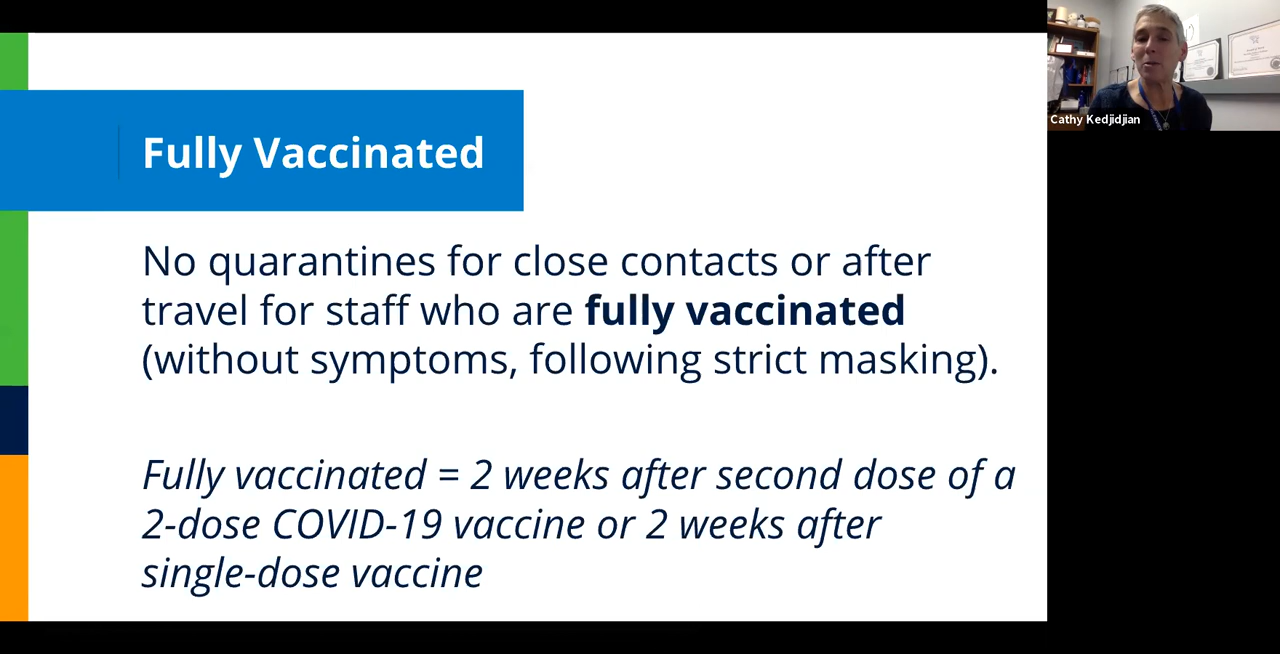 Fully Vaccinated
No quarantines for close contacts or after
travel for staff who are fully vaccinated
(without symptoms, following strict masking).
Fully vaccinated = 2 weeks after second dose of a
2-dose COVID-19 vaccine or 2 weeks after
single-dose vaccine
Cathy Kedjidjian